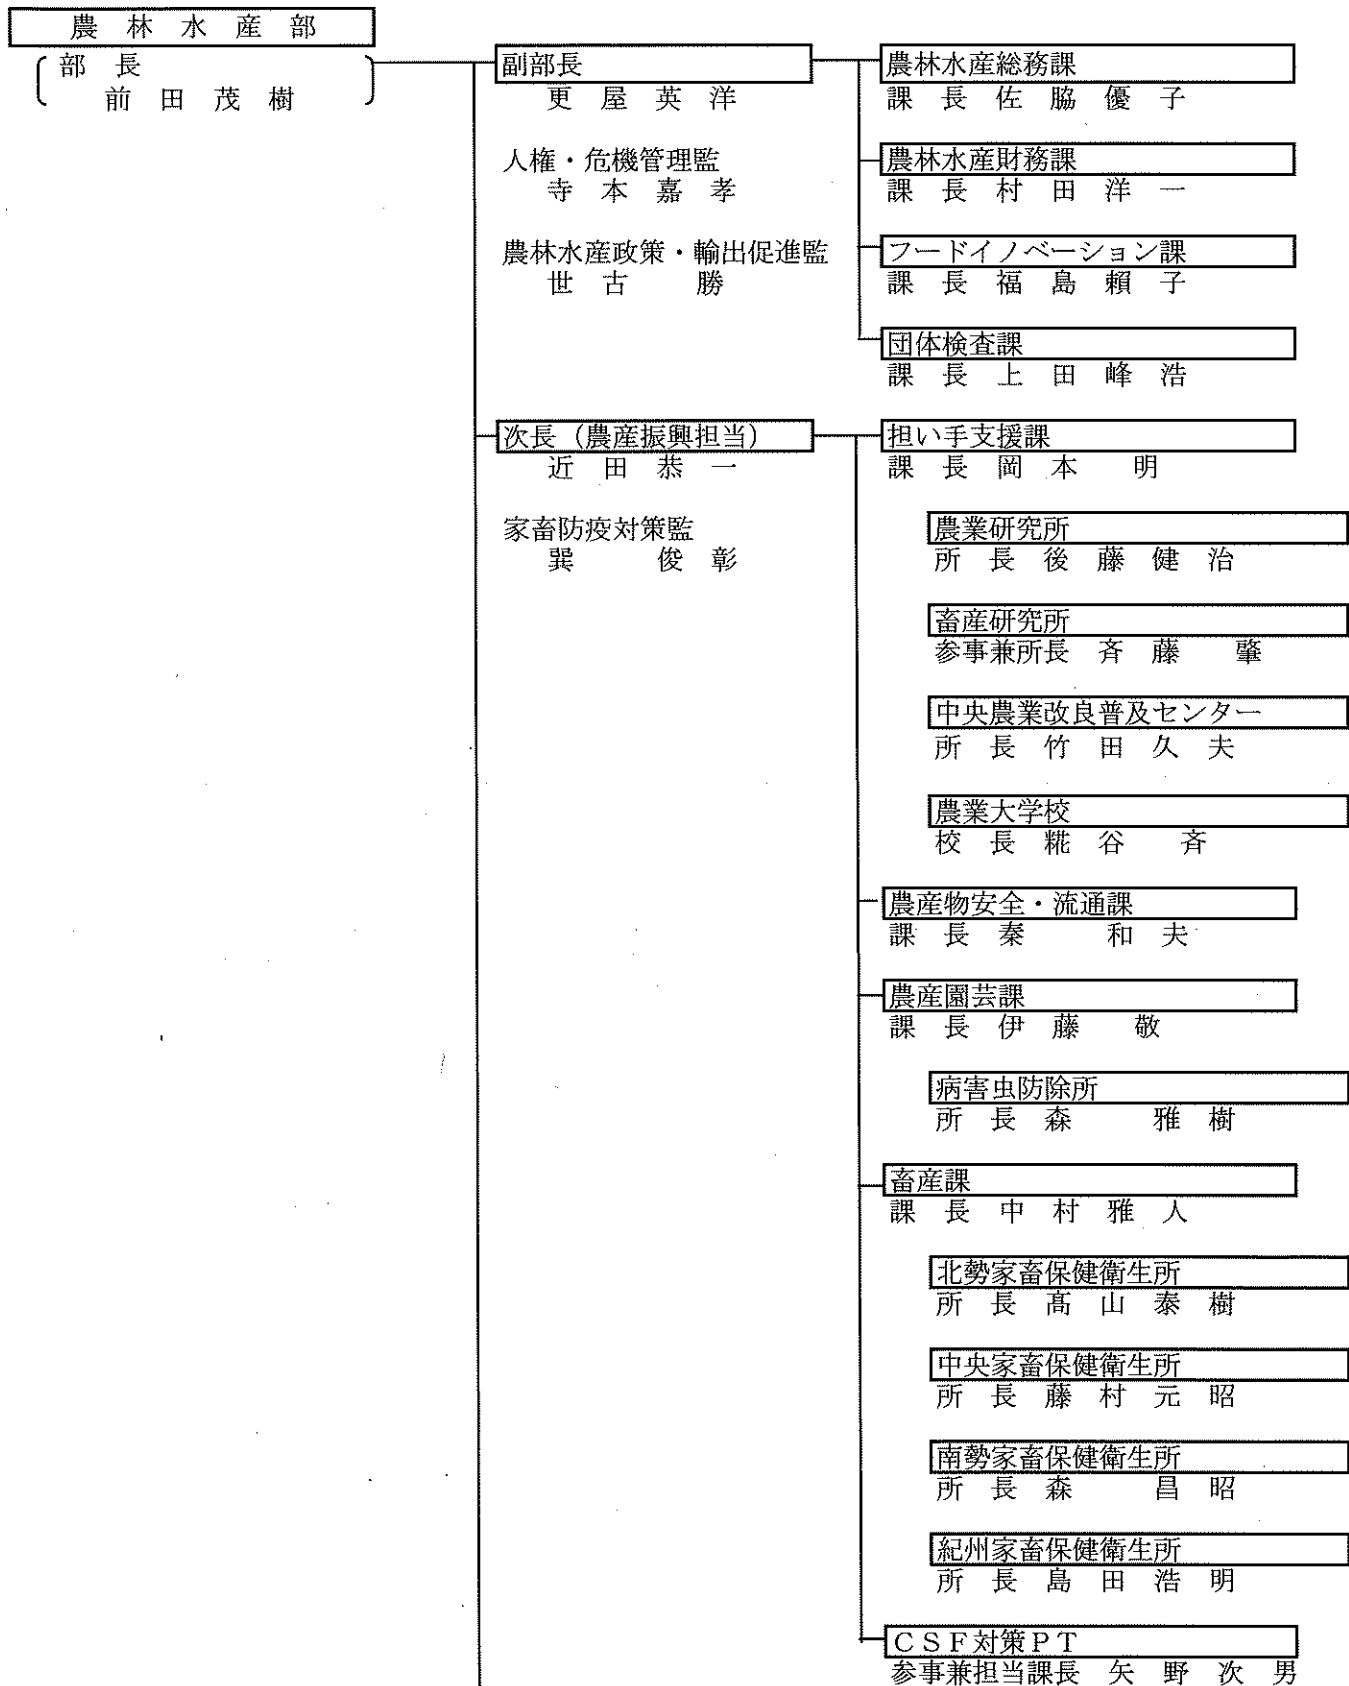 農林水産部
部長
前田茂樹
副部長
更屋英洋
人権・危機管理監
寺本嘉孝
農林水産政策・輸出促進監
世古　勝
農林水産総務課
課長佐脇優子
農林水産財務課
課長村田洋一
フードイノベーション課
課長福島頼子
団体検査課
課長上田峰浩
次長（農産振興担当）
近田恭一
家畜防疫対策監
巽　俊彰
担い手支援課
課長岡本　明
農業研究所
所長後藤健治
畜産研究所
参事兼所長　斉藤　肇
中央農業改良普及センター
所長竹田久夫
農業大学校
校長糀谷　斉
農産物安全・流通課
課長秦　和夫
農産園芸課
課長伊藤　敬
病害虫防除所
所長森　雅樹
畜産課
課長中村雅人
北勢家畜保健衛生所
所長髙山泰樹
中央家畜保健衛生所
所長藤村元昭
南勢家畜保健衛生所
所長森　昌昭
紀州家畜保健衛生所
所長島田浩明
ＣＳＦ対策ＰＴ
参事兼担当課長　矢野次男